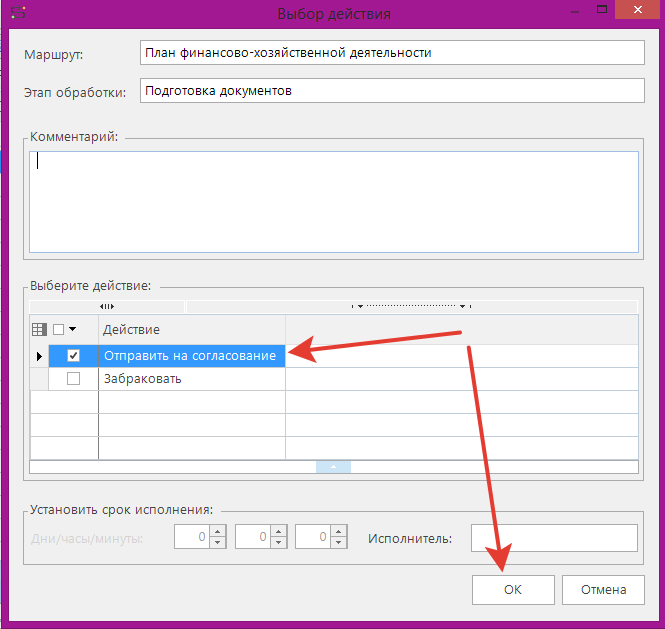 Выбор действия
Маршрут: План финансово-хозяйственной деятельности
Этап обработки: Подготовка документов
Комментарий:
Выберите действие:
Действие
Отправить на согласование
Забраковать
Установить срок исполнения:
Дни/часы/минуты: 0 0 0 Исполнитель:
ОК Отмена